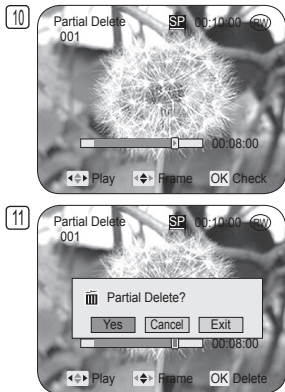 10
Partial Delete SP 00:10:00 RW
001
00:08:00
Play Frame OK Check
11
Partial Delete SP 00:10:00 RW
001
Partial Delete?
Yes Cancel Exit
00:08:00
Play Frame OK Delete